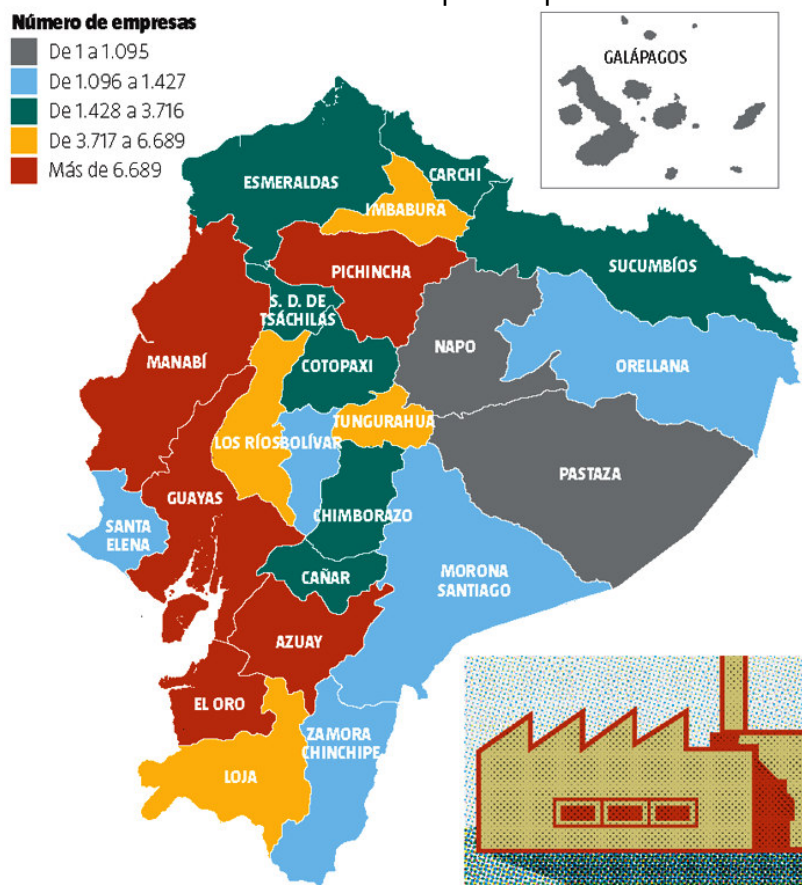 Número de empresas
De 1 a 1.095
De 1.096 a 1.427
De 1.428 a 3.716
De 3.717 a 6.689
Más de 6.689
GALÁPAGOS
ESMERALDAS
CARCHI
IMBABURA
SUCUMBÍOS
PICHINCHA
S. D. DE
TSÁCHILAS
NAPO
MANABÍ
COTOPAXI
ORELLANA
TUNGURAHUA
LOS RÍOS
BOLÍVAR
PASTAZA
GUAYAS
SANTA
ELENA
CHIMBORAZO
CAÑAR
MORONA
SANTIAGO
AZUAY
EL ORO
ZAMORA
CHINCHIPE
LOJA